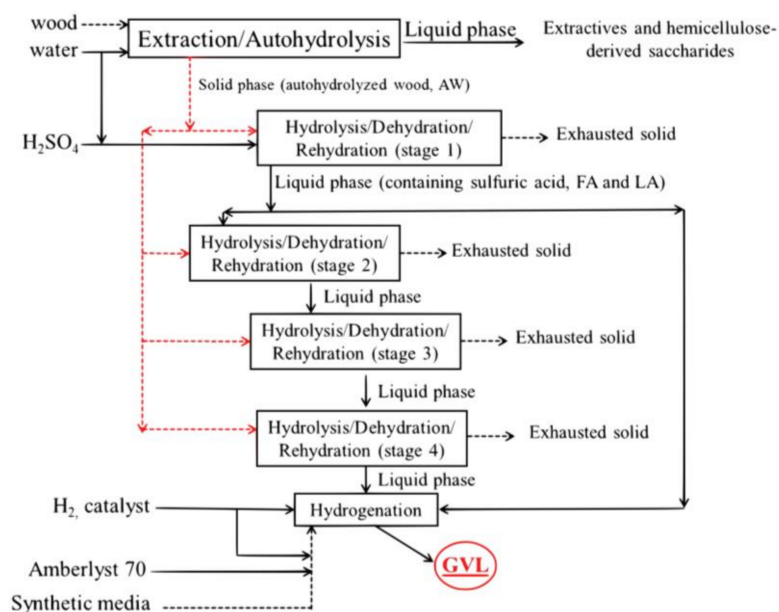 wood
water
Extraction/Autohydrolysis
Liquid phase
Extractives and hemicellulose-
derived saccharides
Solid phase (autohydrolyzed wood, AW)
H₂SO₄
Hydrolysis/Dehydration/
Rehydration (stage 1)
Exhausted solid
Liquid phase (containing sulfuric acid, FA and LA)
Hydrolysis/Dehydration/
Rehydration (stage 2)
Exhausted solid
Liquid phase
Hydrolysis/Dehydration/
Rehydration (stage 3)
Exhausted solid
Liquid phase
Hydrolysis/Dehydration/
Rehydration (stage 4)
Exhausted solid
Liquid phase
H₂, catalyst
Hydrogenation
GVL
Amberlyst 70
Synthetic media